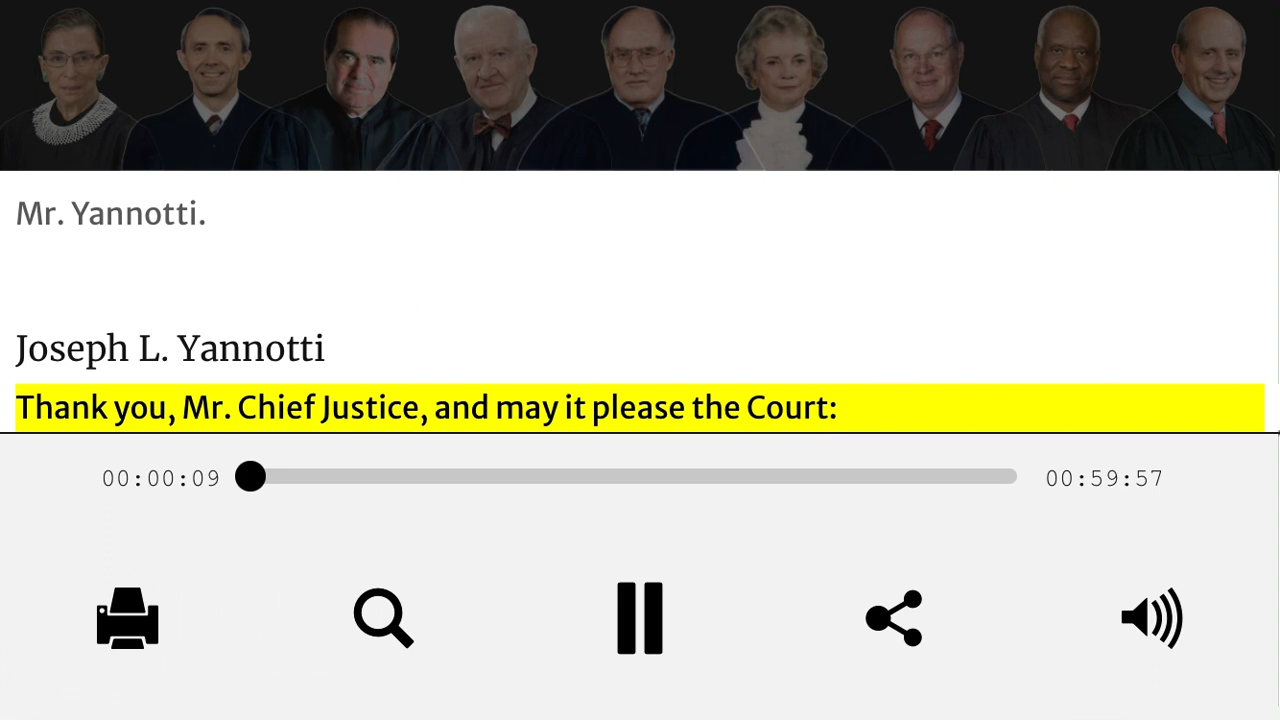 Mr. Yannotti.
Joseph L. Yannotti
Thank you, Mr. Chief Justice, and may it please the Court:
00:00:09
00:59:57